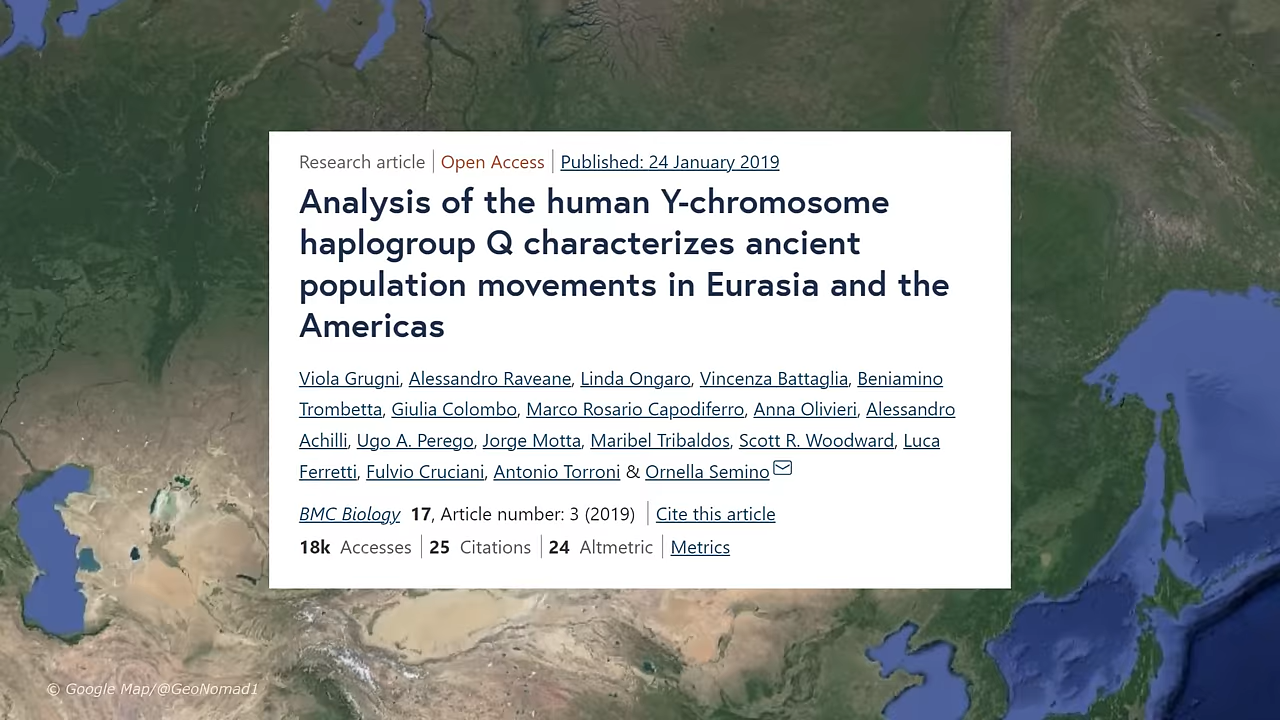 Research article | Open Access | Published: 24 January 2019
Analysis of the human Y-chromosome
haplogroup Q characterizes ancient
population movements in Eurasia and the
Americas
Viola Grugni, Alessandro Raveane, Linda Ongaro, Vincenza Battaglia, Beniamino
Trombetta, Giulia Colombo, Marco Rosario Capodiferro, Anna Olivieri, Alessandro
Achilli, Ugo A. Perego, Jorge Motta, Maribel Tribaldos, Scott R. Woodward, Luca
Ferretti, Fulvio Cruciani, Antonio Torroni & Ornella Semino
BMC Biology 17, Article number: 3 (2019) | Cite this article
18k Accesses | 25 Citations | 24 Altmetric | Metrics
© Google Map/@GeoNomad1